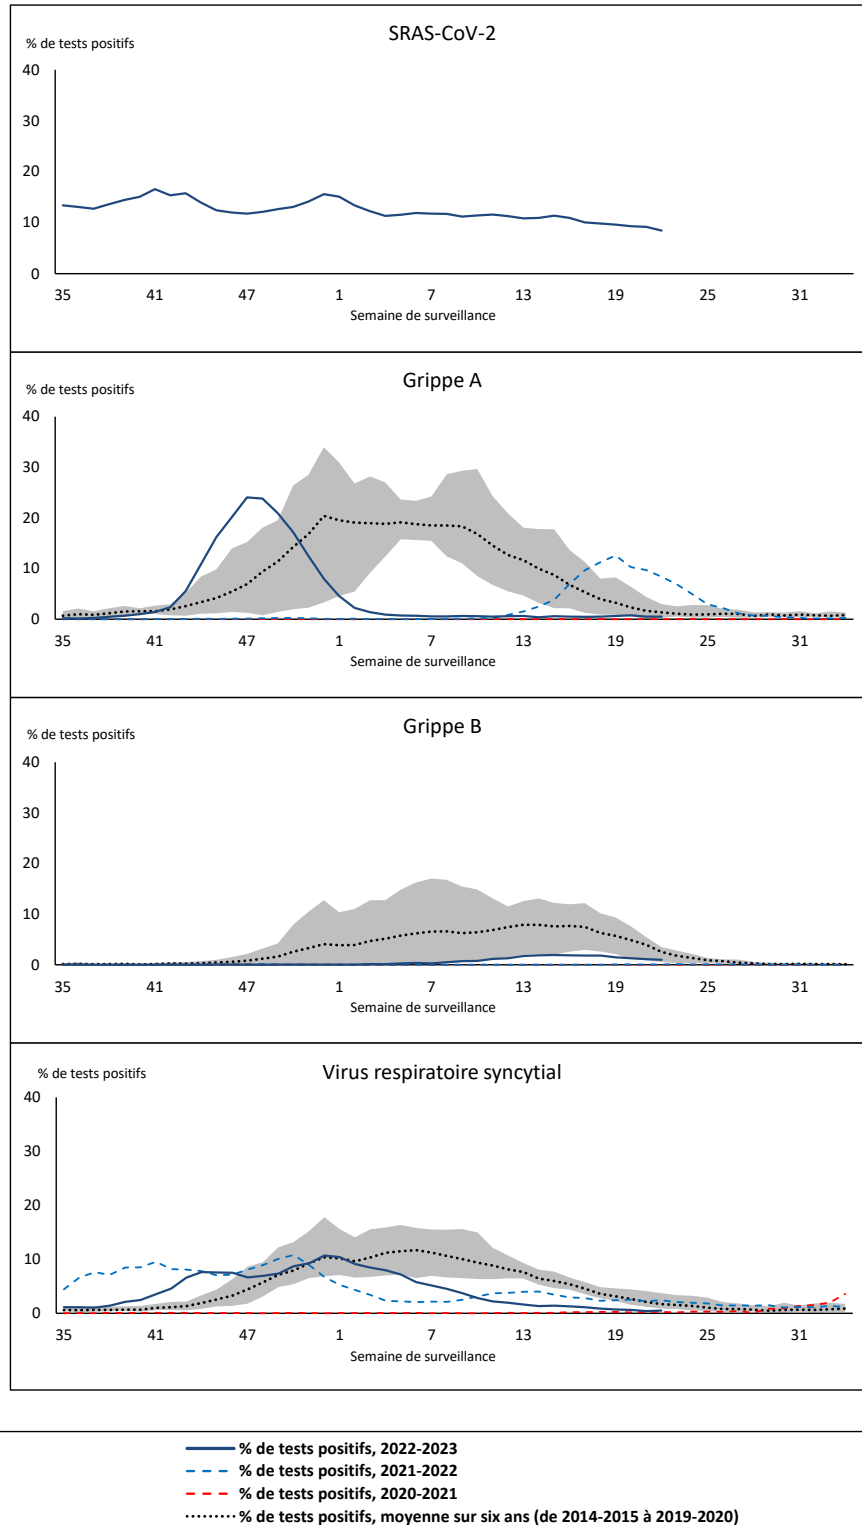 SRAS-CoV-2
% de tests positifs
40
30
20
10
0
35 41 47 1 7 13 19 25 31
Semaine de surveillance
Grippe A
% de tests positifs
40
30
20
10
0
35 41 47 1 7 13 19 25 31
Semaine de surveillance
Grippe B
% de tests positifs
40
30
20
10
0
35 41 47 1 7 13 19 25 31
Semaine de surveillance
Virus respiratoire syncytial
% de tests positifs
40
30
20
10
0
35 41 47 1 7 13 19 25 31
Semaine de surveillance
% de tests positifs, 2022-2023
% de tests positifs, 2021-2022
% de tests positifs, 2020-2021
% de tests positifs, moyenne sur six ans (de 2014-2015 à 2019-2020)